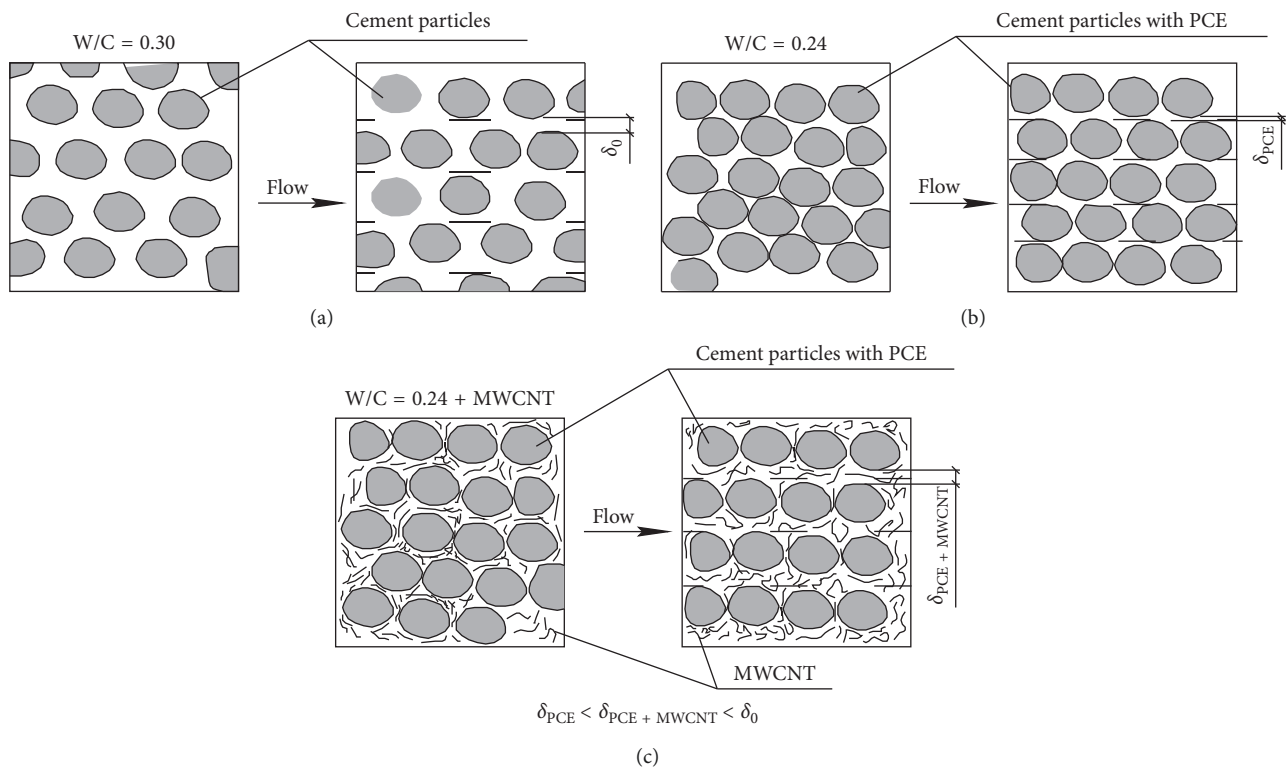 Cement particles
W/C = 0.30
Flow
δ0
(a)
Cement particles with PCE
W/C = 0.24
Flow
δPCE
(b)
Cement particles with PCE
W/C = 0.24 + MWCNT
Flow
δPCE + MWCNT
MWCNT
δPCE < δPCE + MWCNT < δ0
(c)